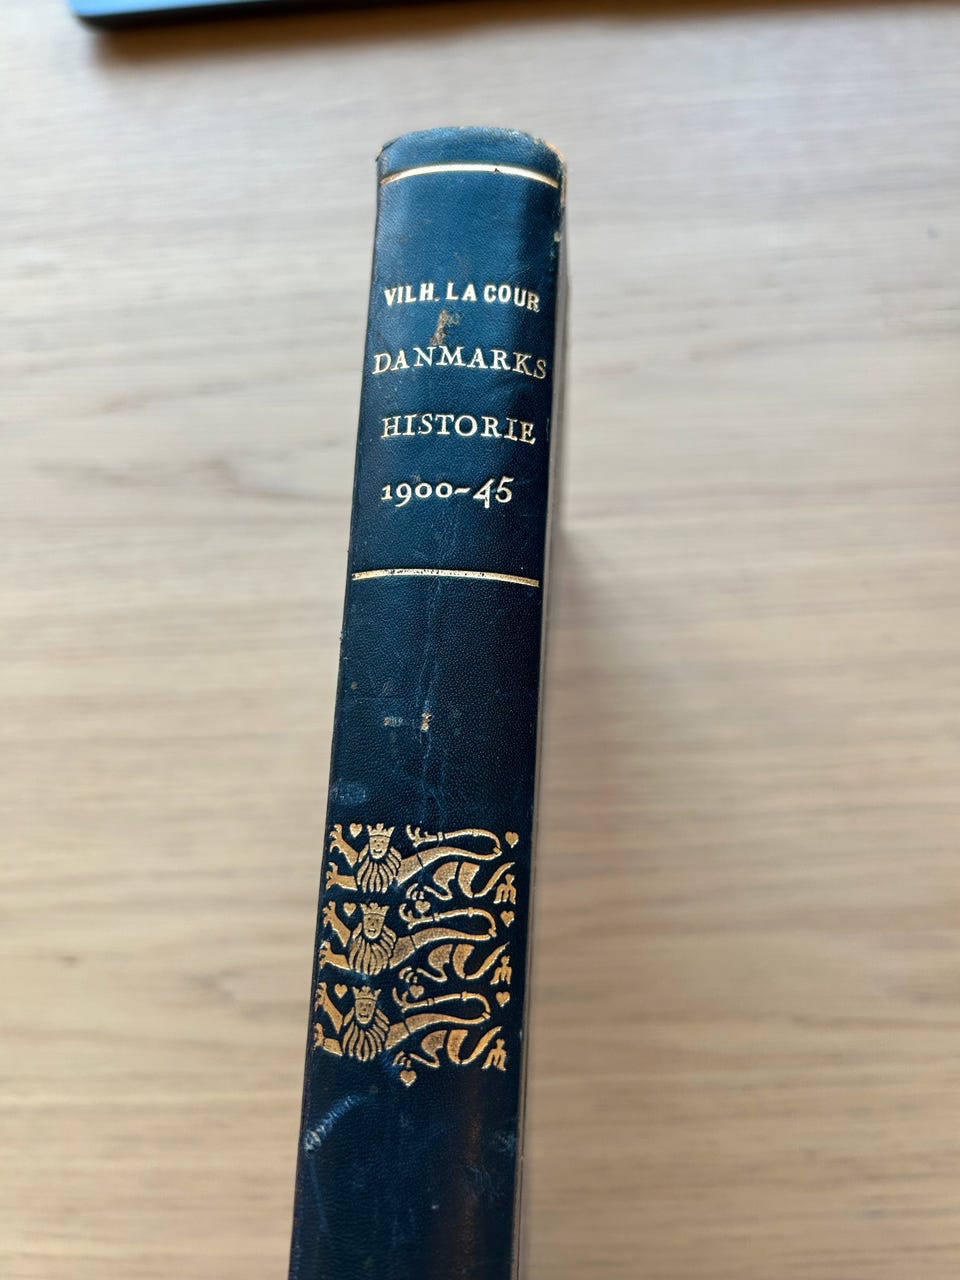 VILH. LA COUR
DANMARKS
HISTORIE
1900-45